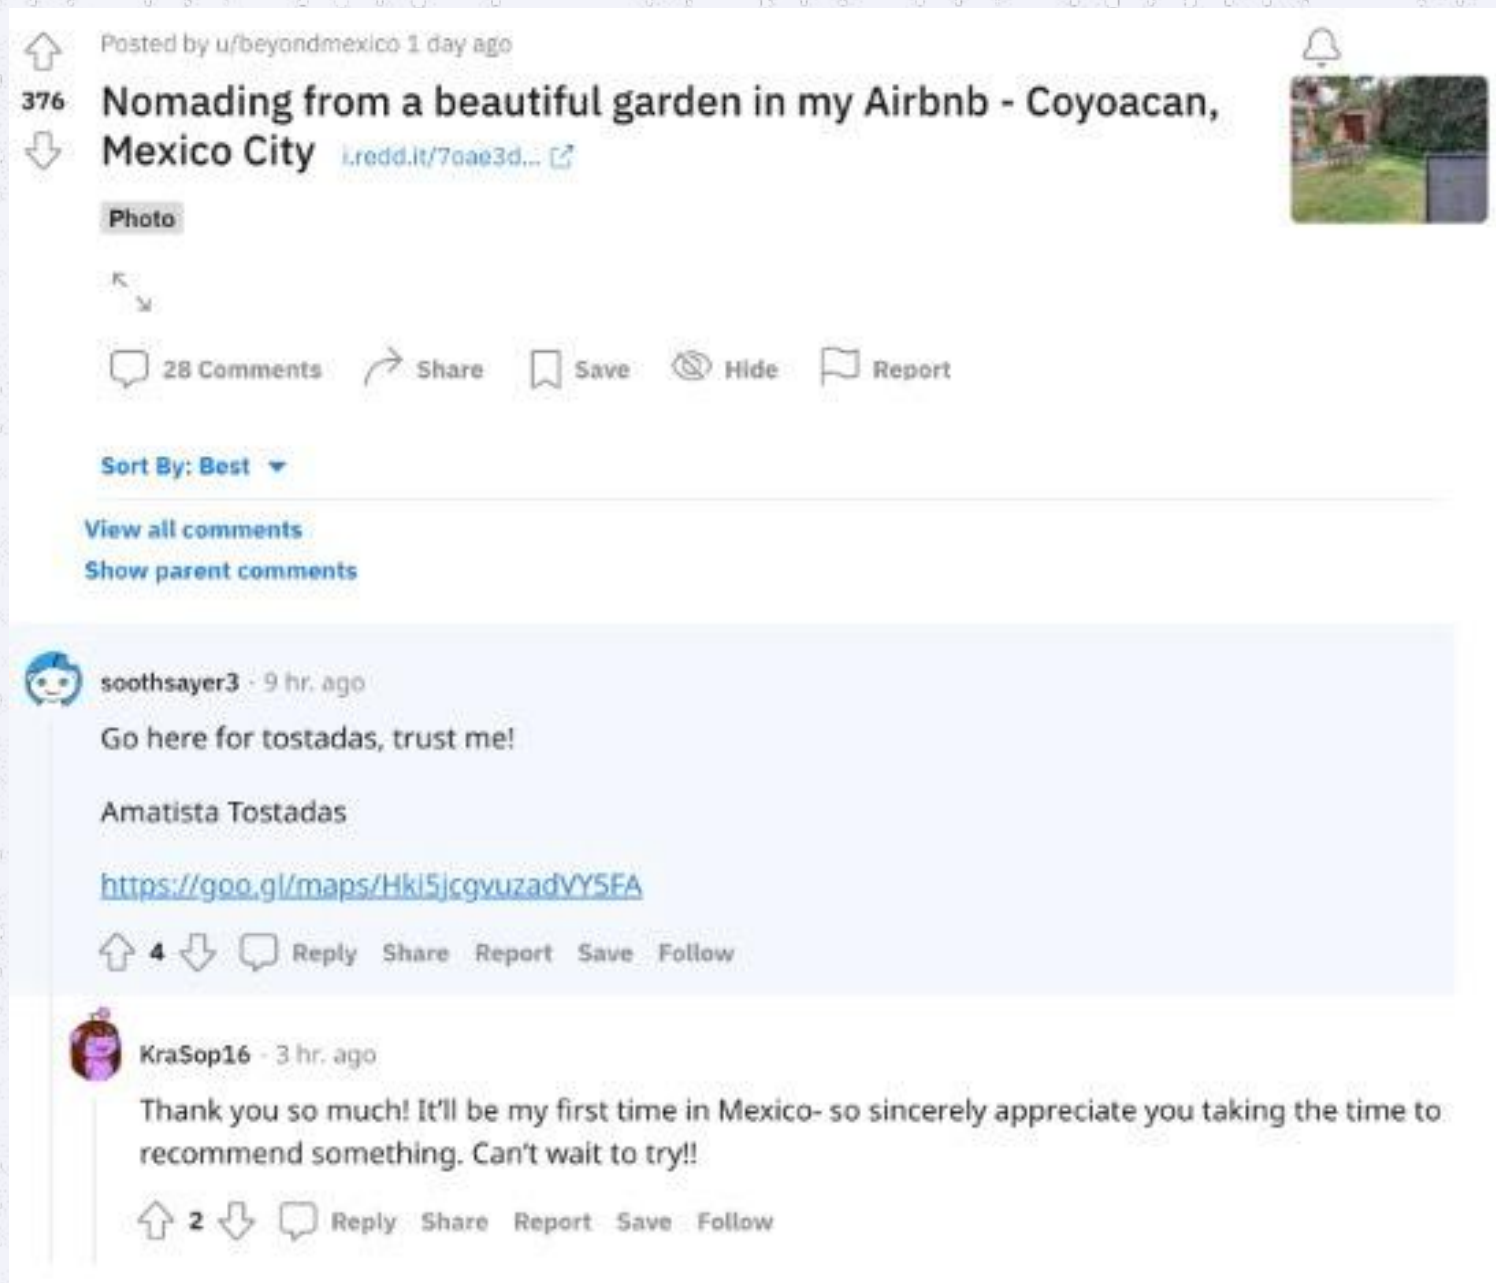 Posted by u/beyondmexico 1 day ago
376
Nomading from a beautiful garden in my Airbnb - Coyoacan,
Mexico City i.redd.it/7oae3d...
Photo
28 Comments Share Save Hide Report
Sort By: Best
View all comments
Show parent comments
soothsayer3 · 9 hr. ago
Go here for tostadas, trust me!
Amatista Tostadas
https://goo.gl/maps/Hki5jcgvuzadVY5FA
4 Reply Share Report Save Follow
KraSop16 · 3 hr. ago
Thank you so much! It'll be my first time in Mexico- so sincerely appreciate you taking the time to
recommend something. Can't wait to try!!
2 Reply Share Report Save Follow